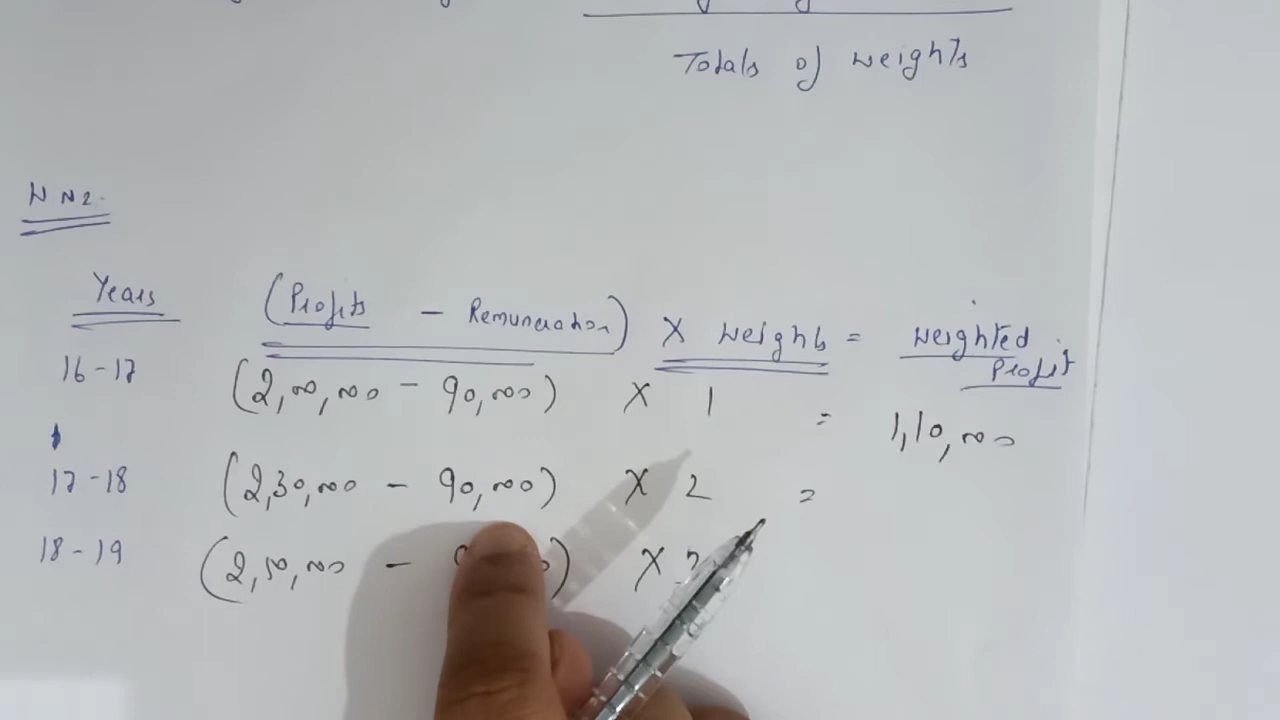 Totals of weights
W N 2.
Years (Profits - Remuneration) X weights = weighted Profit
16-17 (2,00,000 - 90,000) X 1 = 1,10,000
17-18 (2,30,000 - 90,000) X 2 =
18-19 (2,50,000 - X